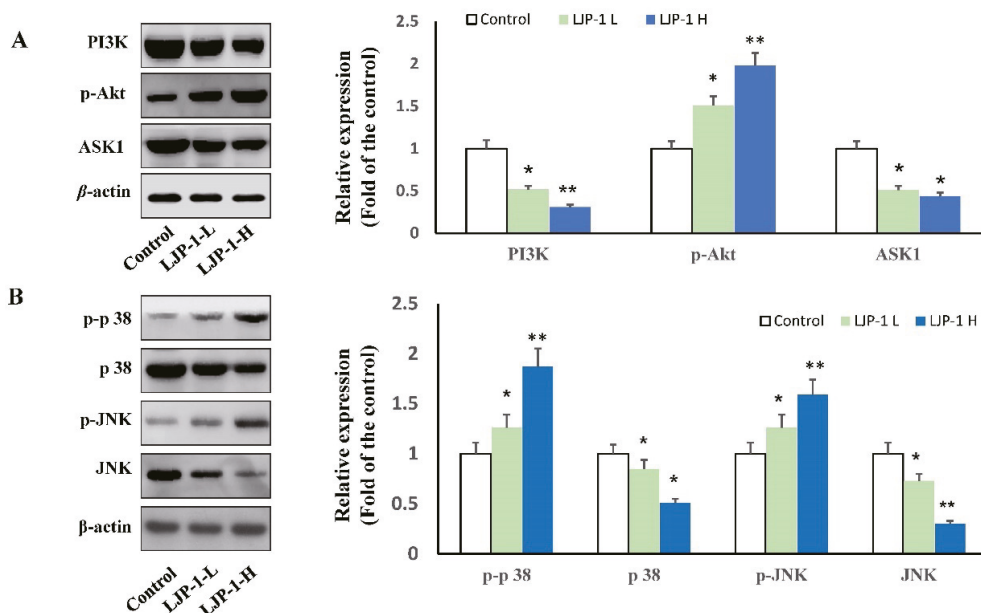 A
PI3K
p-Akt
ASK1
β-actin
Control
LJP-1-L
LJP-1-H
Relative expression
(Fold of the control)
2.5
2
1.5
1
0.5
0
Control
LJP-1 L
LJP-1 H
*
**
*
**
*
*
PI3K
p-Akt
ASK1
B
p-p 38
p 38
p-JNK
JNK
β-actin
Control
LJP-1-L
LJP-1-H
Relative expression
(Fold of the control)
2.5
2
1.5
1
0.5
0
Control
LJP-1 L
LJP-1 H
*
**
*
*
*
**
*
**
p-p 38
p 38
p-JNK
JNK